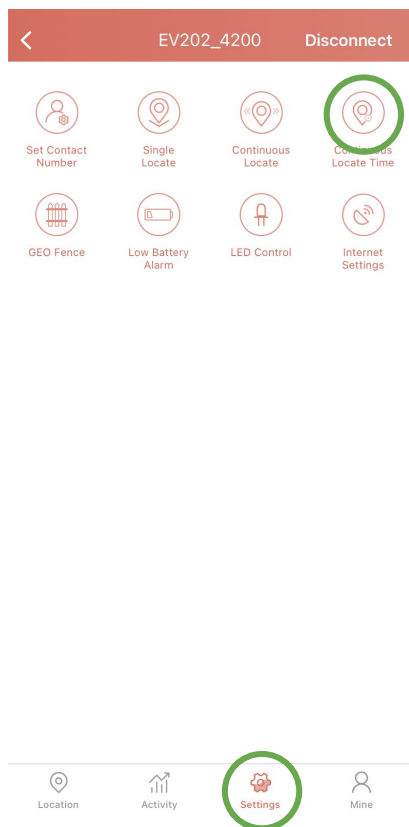 EV202_4200 Disconnect
Set Contact Single Continuous Continuous
Number Locate Locate Locate Time
GEO Fence Low Battery LED Control Internet
Alarm Settings
Location Activity Settings Mine